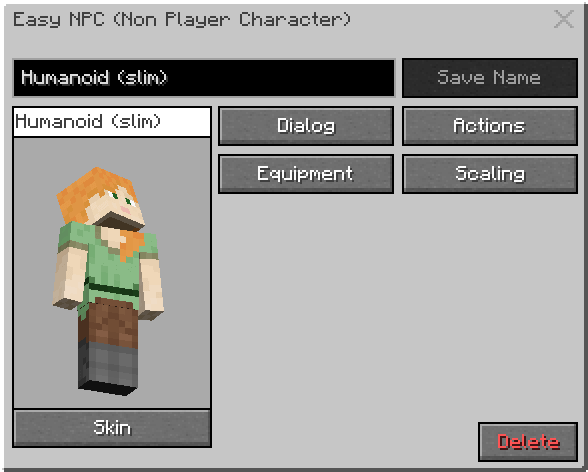 Easy NPC (Non Player Character)
Humanoid (slim)
Save Name
Humanoid (slim)
Dialog
Actions
Equipment
Scaling
Skin
Delete